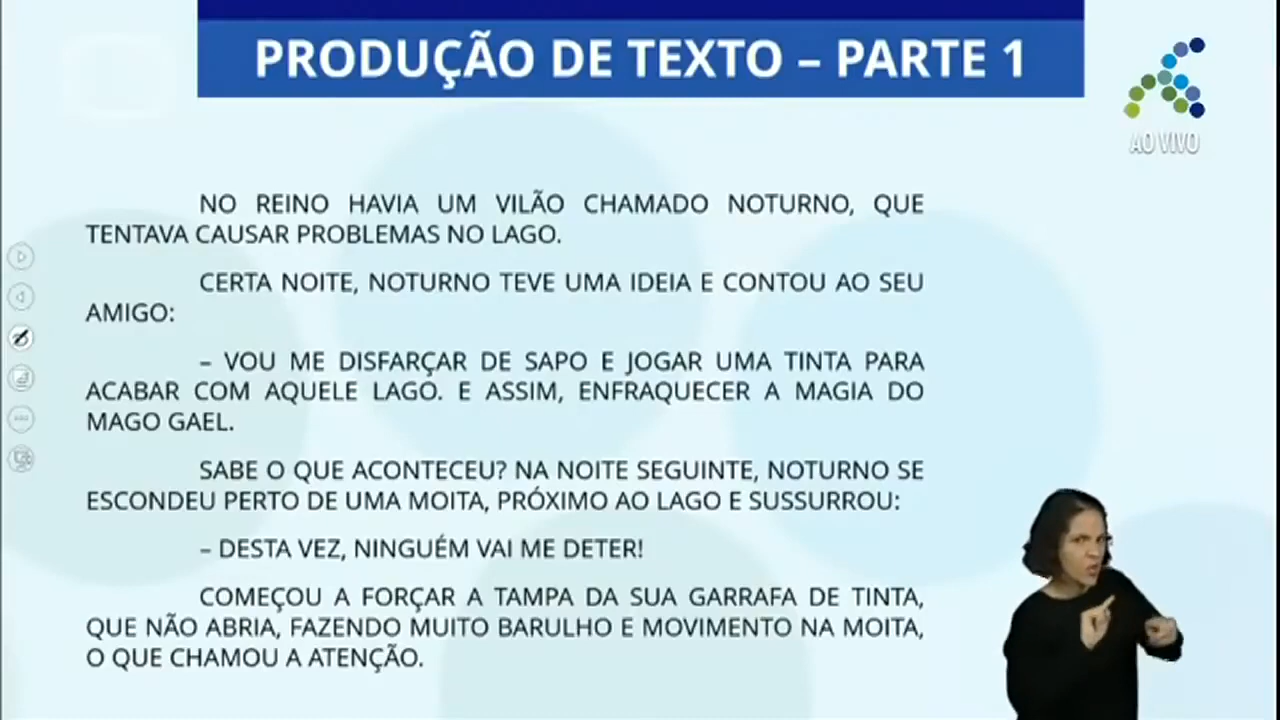 PRODUÇÃO DE TEXTO – PARTE 1
AO VIVO
NO REINO HAVIA UM VILÃO CHAMADO NOTURNO, QUE
TENTAVA CAUSAR PROBLEMAS NO LAGO.
CERTA NOITE, NOTURNO TEVE UMA IDEIA E CONTOU AO SEU
AMIGO:
– VOU ME DISFARÇAR DE SAPO E JOGAR UMA TINTA PARA
ACABAR COM AQUELE LAGO. E ASSIM, ENFRAQUECER A MAGIA DO
MAGO GAEL.
SABE O QUE ACONTECEU? NA NOITE SEGUINTE, NOTURNO SE
ESCONDEU PERTO DE UMA MOITA, PRÓXIMO AO LAGO E SUSSURROU:
– DESTA VEZ, NINGUÉM VAI ME DETER!
COMEÇOU A FORÇAR A TAMPA DA SUA GARRAFA DE TINTA,
QUE NÃO ABRIA, FAZENDO MUITO BARULHO E MOVIMENTO NA MOITA,
O QUE CHAMOU A ATENÇÃO.